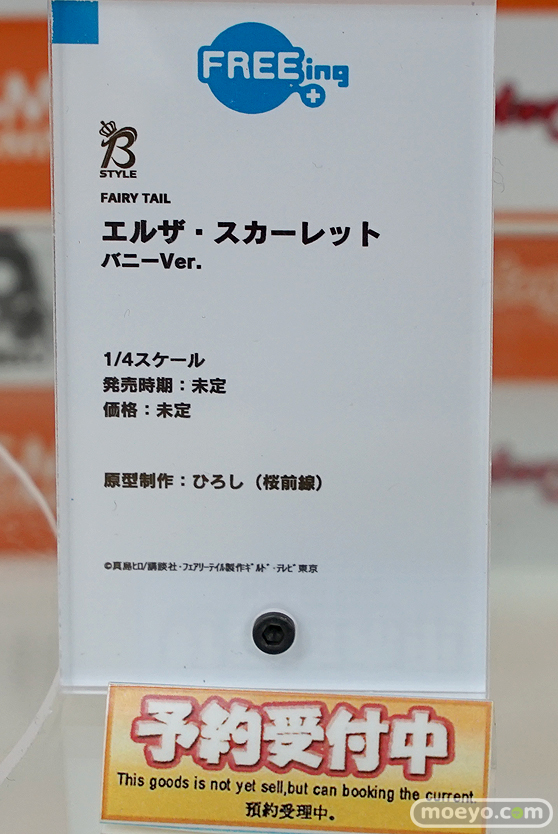 FREEing
B
STYLE
FAIRY TAIL
エルザ・スカーレット
バニーVer.
1/4スケール
発売時期：未定
価格：未定
原型制作：ひろし（桜前線）
©真島ヒロ/講談社・フェアリーテイル製作ｷﾞﾙﾄﾞ・テレビ東京
予約受付中
This goods is not yet sell,but can booking the current.
預約受理中。
moeyo.com